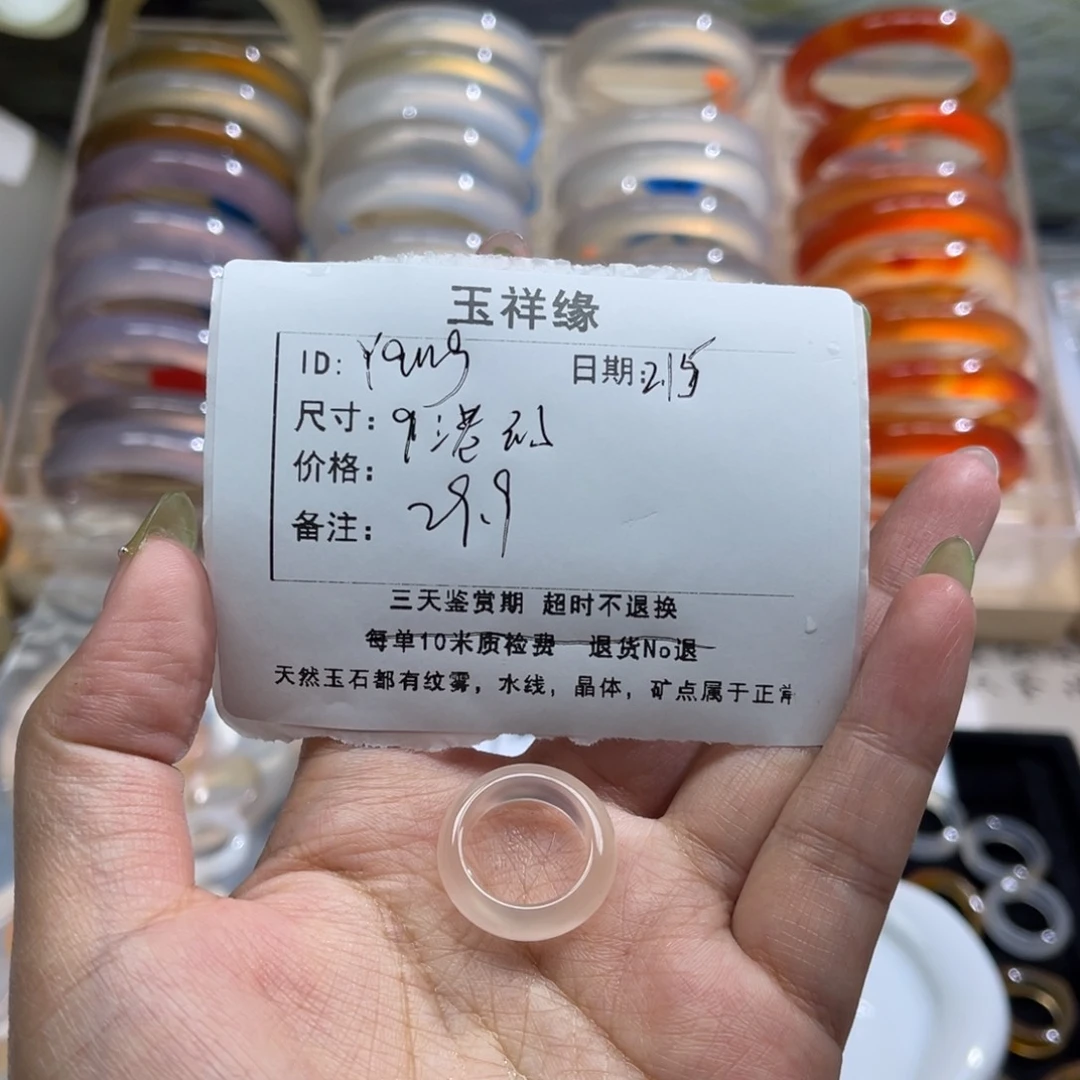 玉祥缘
ID: Yang 日期: 2.15
尺寸: 9港码
价格:
备注: 29.9
三天鉴赏期 超时不退换
每单10米质检费 退货No退
天然玉石都有纹雾，水线，晶体，矿点属于正常